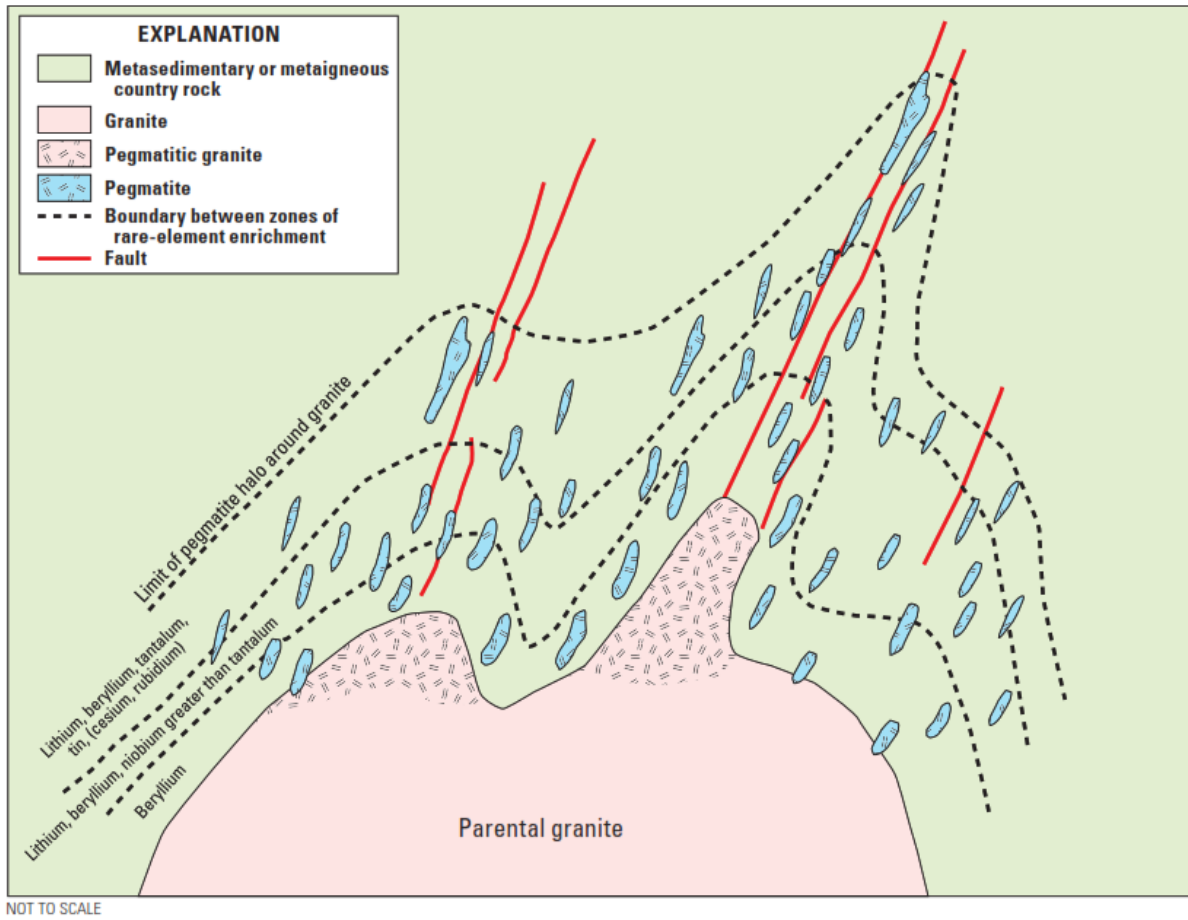 EXPLANATION
Metasedimentary or metaigneous
country rock
Granite
Pegmatitic granite
Pegmatite
Boundary between zones of
rare-element enrichment
Fault
Limit of pegmatite halo around granite
Lithium, beryllium, tantalum,
tin, (cesium, rubidium)
Lithium, beryllium, niobium greater than tantalum
Beryllium
Parental granite
NOT TO SCALE